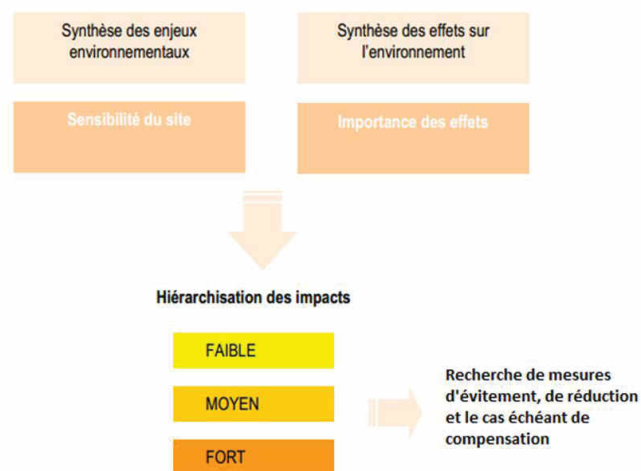 Synthèse des enjeux
environnementaux
Synthèse des effets sur
l'environnement
Sensibilité du site
Importance des effets
Hiérarchisation des impacts
FAIBLE
MOYEN
FORT
Recherche de mesures
d'évitement, de réduction
et le cas échéant de
compensation